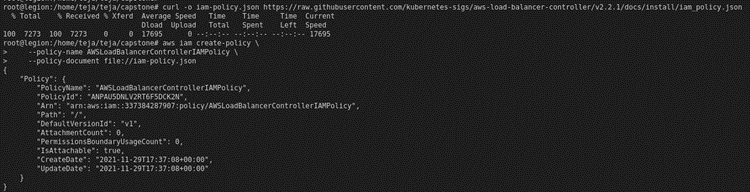 root@legion:/home/teja/teja/capstone# curl -o iam-policy.json https://raw.githubusercontent.com/kubernetes-sigs/aws-load-balancer-controller/v2.2.1/docs/install/iam_policy.json
  % Total    % Received % Xferd  Average Speed   Time    Time     Time  Current
                                 Dload  Upload   Total   Spent    Left  Speed
100  7273  100  7273    0     0  17695      0 --:--:-- --:--:-- --:--:-- 17695
root@legion:/home/teja/teja/capstone# aws iam create-policy \
>     --policy-name AWSLoadBalancerControllerIAMPolicy \
>     --policy-document file://iam-policy.json
{
    "Policy": {
        "PolicyName": "AWSLoadBalancerControllerIAMPolicy",
        "PolicyId": "ANPAU5DNLV2RT6F5DCK2N",
        "Arn": "arn:aws:iam::337384287907:policy/AWSLoadBalancerControllerIAMPolicy",
        "Path": "/",
        "DefaultVersionId": "v1",
        "AttachmentCount": 0,
        "PermissionsBoundaryUsageCount": 0,
        "IsAttachable": true,
        "CreateDate": "2021-11-29T17:37:08+00:00",
        "UpdateDate": "2021-11-29T17:37:08+00:00"
    }
}